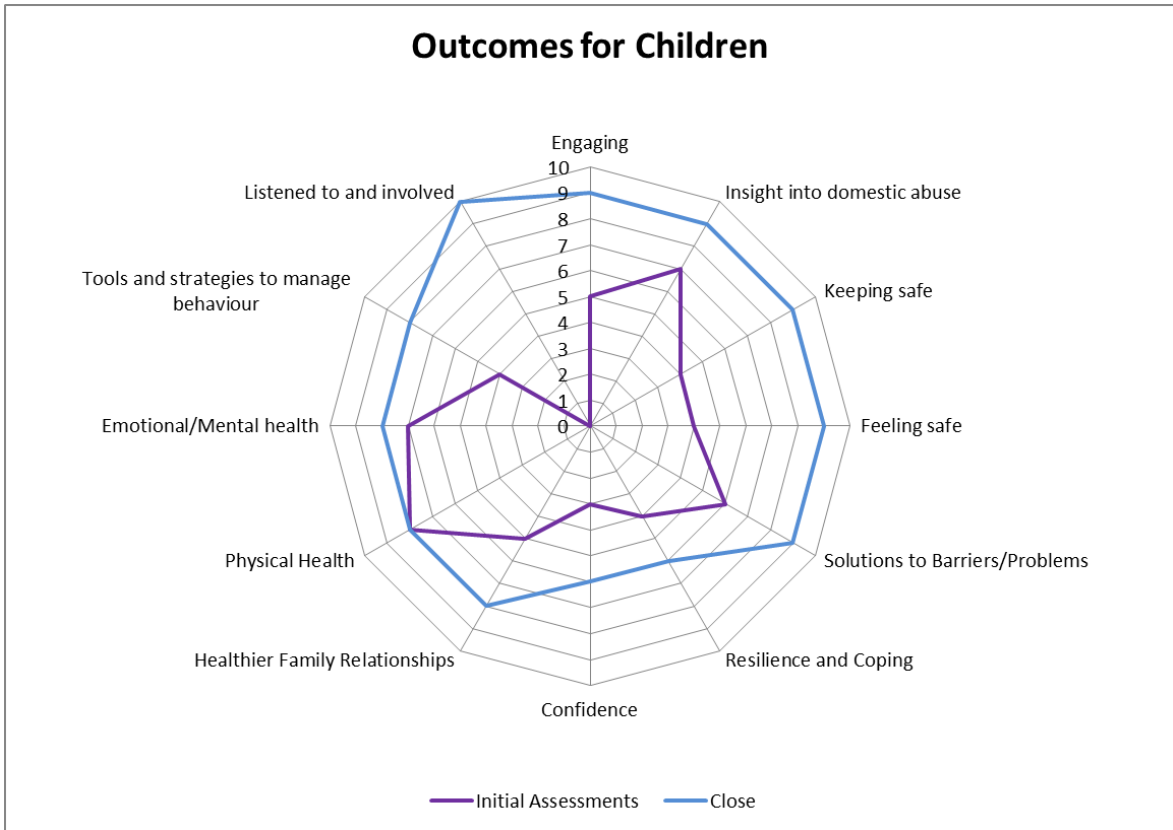 Outcomes for Children
Engaging
Insight into domestic abuse
Keeping safe
Feeling safe
Solutions to Barriers/Problems
Resilience and Coping
Confidence
Healthier Family Relationships
Physical Health
Emotional/Mental health
Tools and strategies to manage
behaviour
Listened to and involved
10
9
8
7
6
5
4
3
2
1
0
Initial Assessments
Close